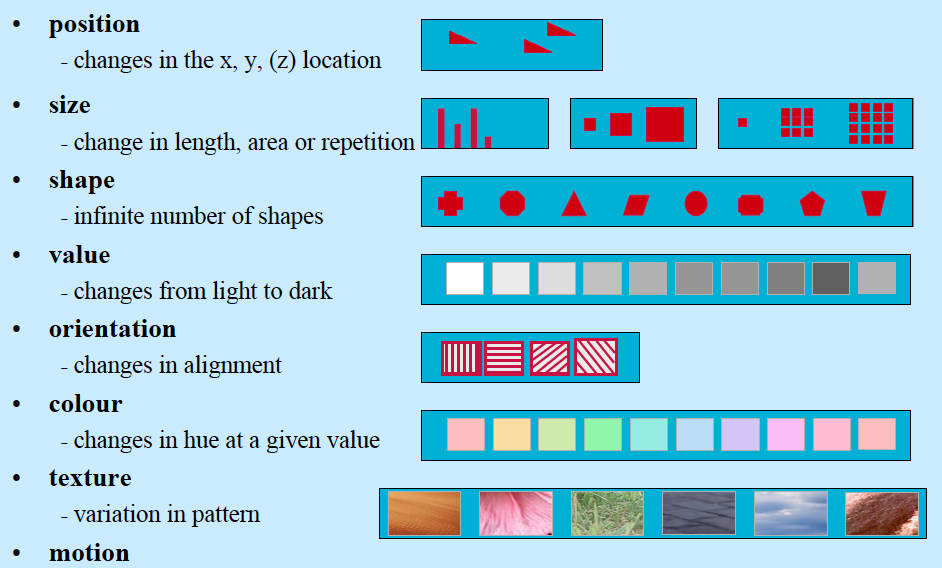 • position
- changes in the x, y, (z) location
• size
- change in length, area or repetition
• shape
- infinite number of shapes
• value
- changes from light to dark
• orientation
- changes in alignment
• colour
- changes in hue at a given value
• texture
- variation in pattern
• motion